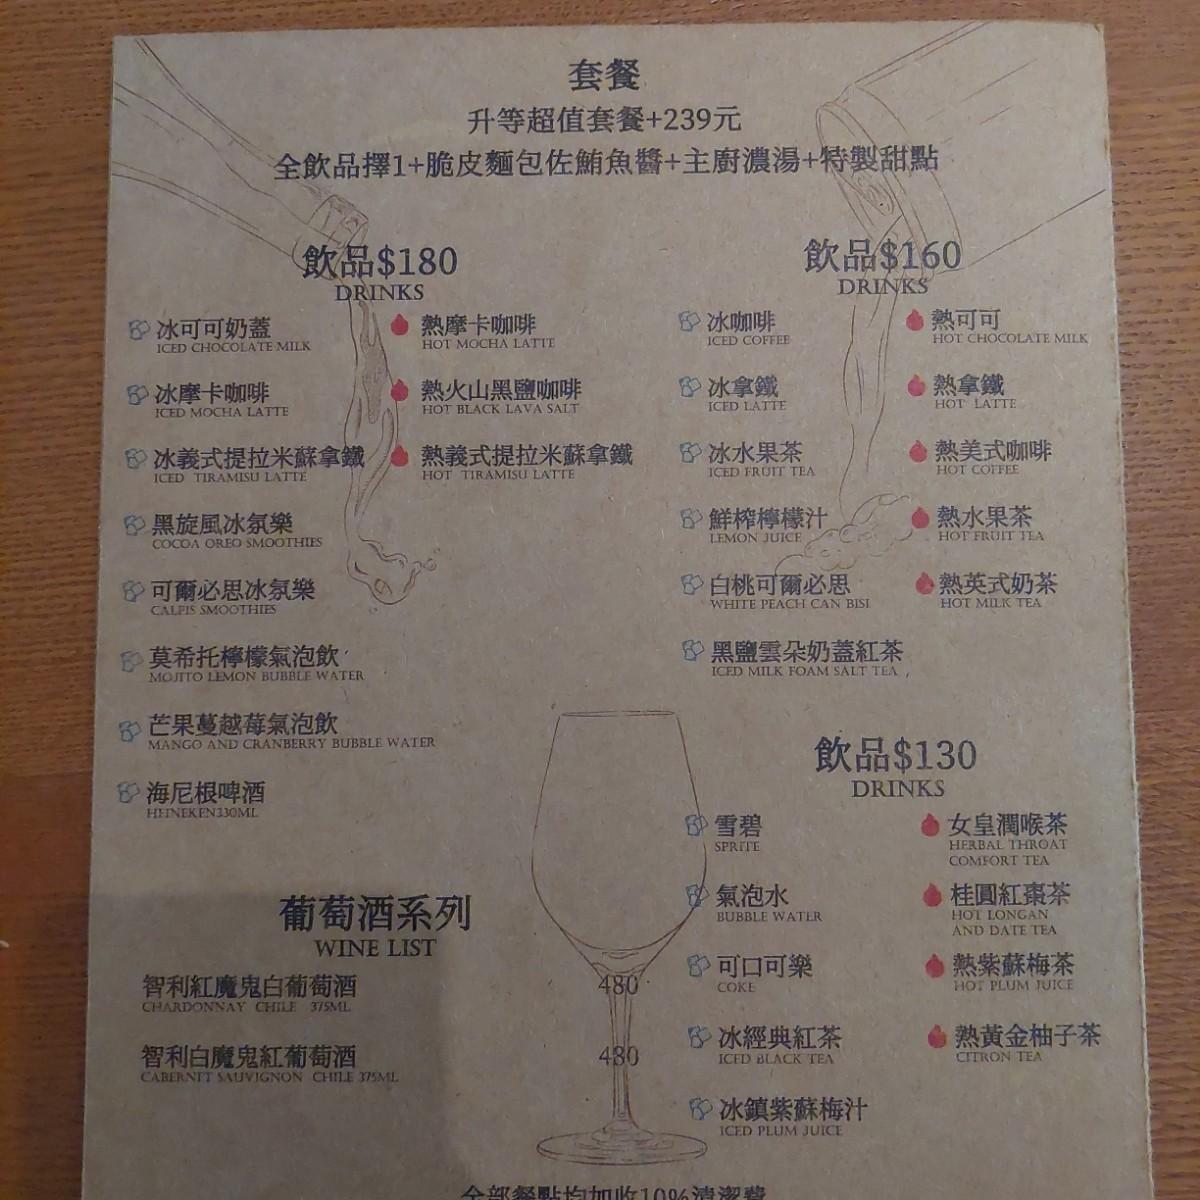 套餐
升等超值套餐+239元
全飲品擇1+脆皮麵包佐鮪魚醬+主廚濃湯+特製甜點
飲品$180
DRINKS
冰可可奶蓋
ICED CHOCOLATE MILK
冰摩卡咖啡
ICED MOCHA LATTE
冰義式提拉米蘇拿鐵
ICED TIRAMISU LATTE
黑旋風冰氛樂
COCOA OREO SMOOTHIES
可爾必思冰氛樂
CALPIS SMOOTHIES
莫希托檸檬氣泡飲
MOJITO LEMON BUBBLE WATER
芒果蔓越莓氣泡飲
MANGO AND CRANBERRY BUBBLE WATER
海尼根啤酒
HEINEKEN330ML
熱摩卡咖啡
HOT MOCHA LATTE
熱火山黑鹽咖啡
HOT BLACK LAVA SALT
熱義式提拉米蘇拿鐵
HOT TIRAMISU LATTE
飲品$160
DRINKS
冰咖啡
ICED COFFEE
冰拿鐵
ICED LATTE
冰水果茶
ICED FRUIT TEA
鮮榨檸檬汁
LEMON JUICE
白桃可爾必思
WHITE PEACH CAN BISI
黑鹽雲朵奶蓋紅茶
ICED MILK FOAM SALT TEA
熱可可
HOT CHOCOLATE MILK
熱拿鐵
HOT LATTE
熱美式咖啡
HOT COFFEE
熱水果茶
HOT FRUIT TEA
熱英式奶茶
HOT MILK TEA
飲品$130
DRINKS
雪碧
SPRITE
氣泡水
BUBBLE WATER
可口可樂
COKE
冰經典紅茶
ICED BLACK TEA
冰鎮紫蘇梅汁
ICED PLUM JUICE
女皇潤喉茶
HERBAL THROAT
COMFORT TEA
桂圓紅棗茶
HOT LONGAN
AND DATE TEA
熱紫蘇梅茶
HOT PLUM JUICE
熱黃金柚子茶
CITRON TEA
葡萄酒系列
WINE LIST
智利紅魔鬼白葡萄酒 480
CHARDONNAY CHILE 375ML
智利白魔鬼紅葡萄酒 480
CABERNTT SAUVIGNON CHILE 375ML
全部餐點均加收10%清潔費